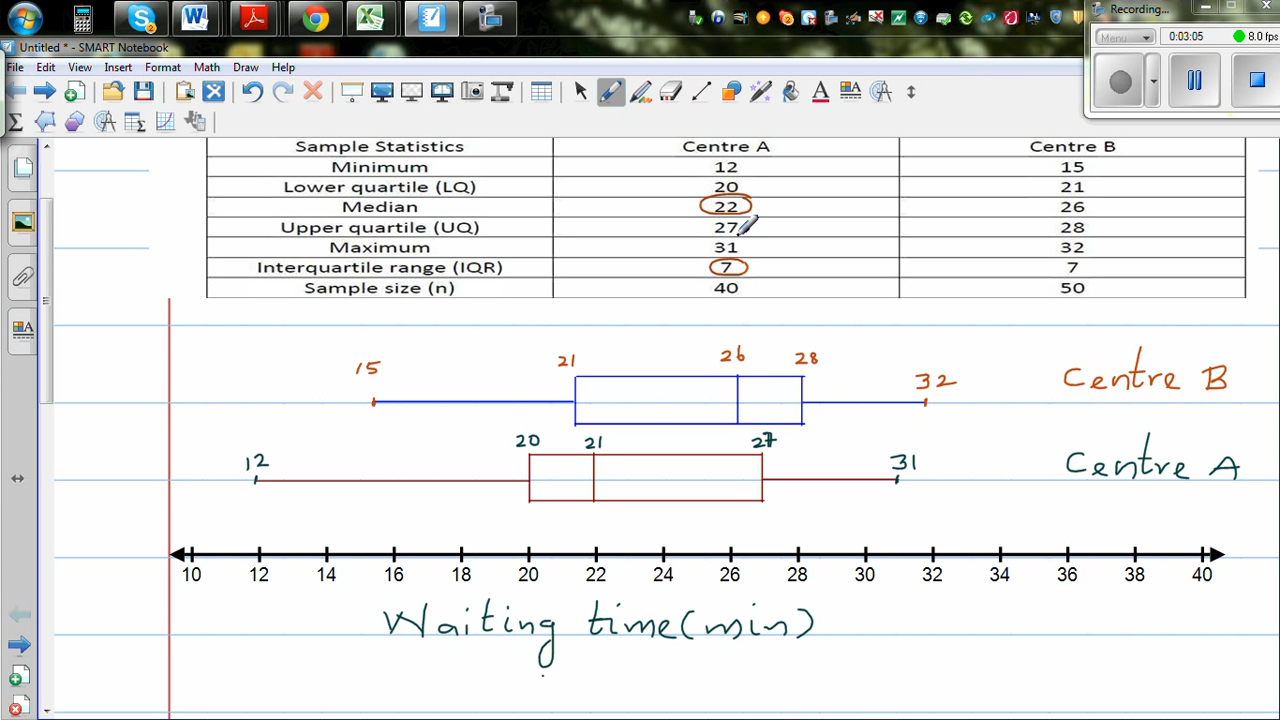 Recording...
Menu
0:03:05
8.0 fps
Untitled * - SMART Notebook
File Edit View Insert Format Math Draw Help
Sample Statistics Centre A Centre B
Minimum 12 15
Lower quartile (LQ) 20 21
Median 22 26
Upper quartile (UQ) 27 28
Maximum 31 32
Interquartile range (IQR) 7 7
Sample size (n) 40 50
15 21 26 28 32 Centre B
12 20 21 27 31 Centre A
10 12 14 16 18 20 22 24 26 28 30 32 34 36 38 40
Waiting time(min)